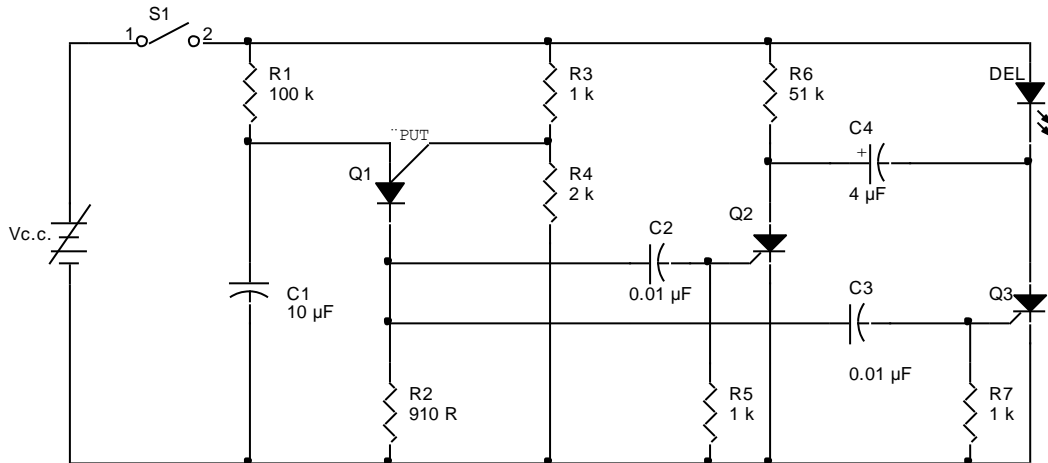 S1
1
2
R1
100 k
R3
1 k
R6
51 k
DEL
¨PUT
C4
+
4 µF
Q1
R4
2 k
Vc.c.
C2
0.01 µF
Q2
C1
10 µF
C3
0.01 µF
Q3
R2
910 R
R5
1 k
R7
1 k